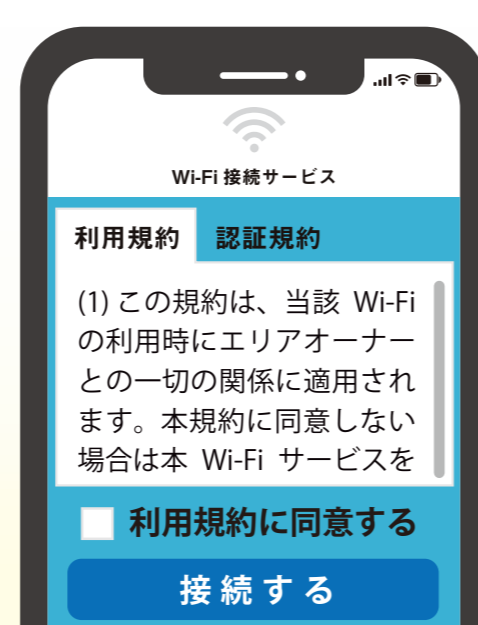 Wi-Fi 接続サービス
利用規約 認証規約
(1) この規約は、当該 Wi-Fi
の利用時にエリアオーナー
との一切の関係に適用され
ます。本規約に同意しない
場合は本 Wi-Fi サービスを
利用規約に同意する
接続する